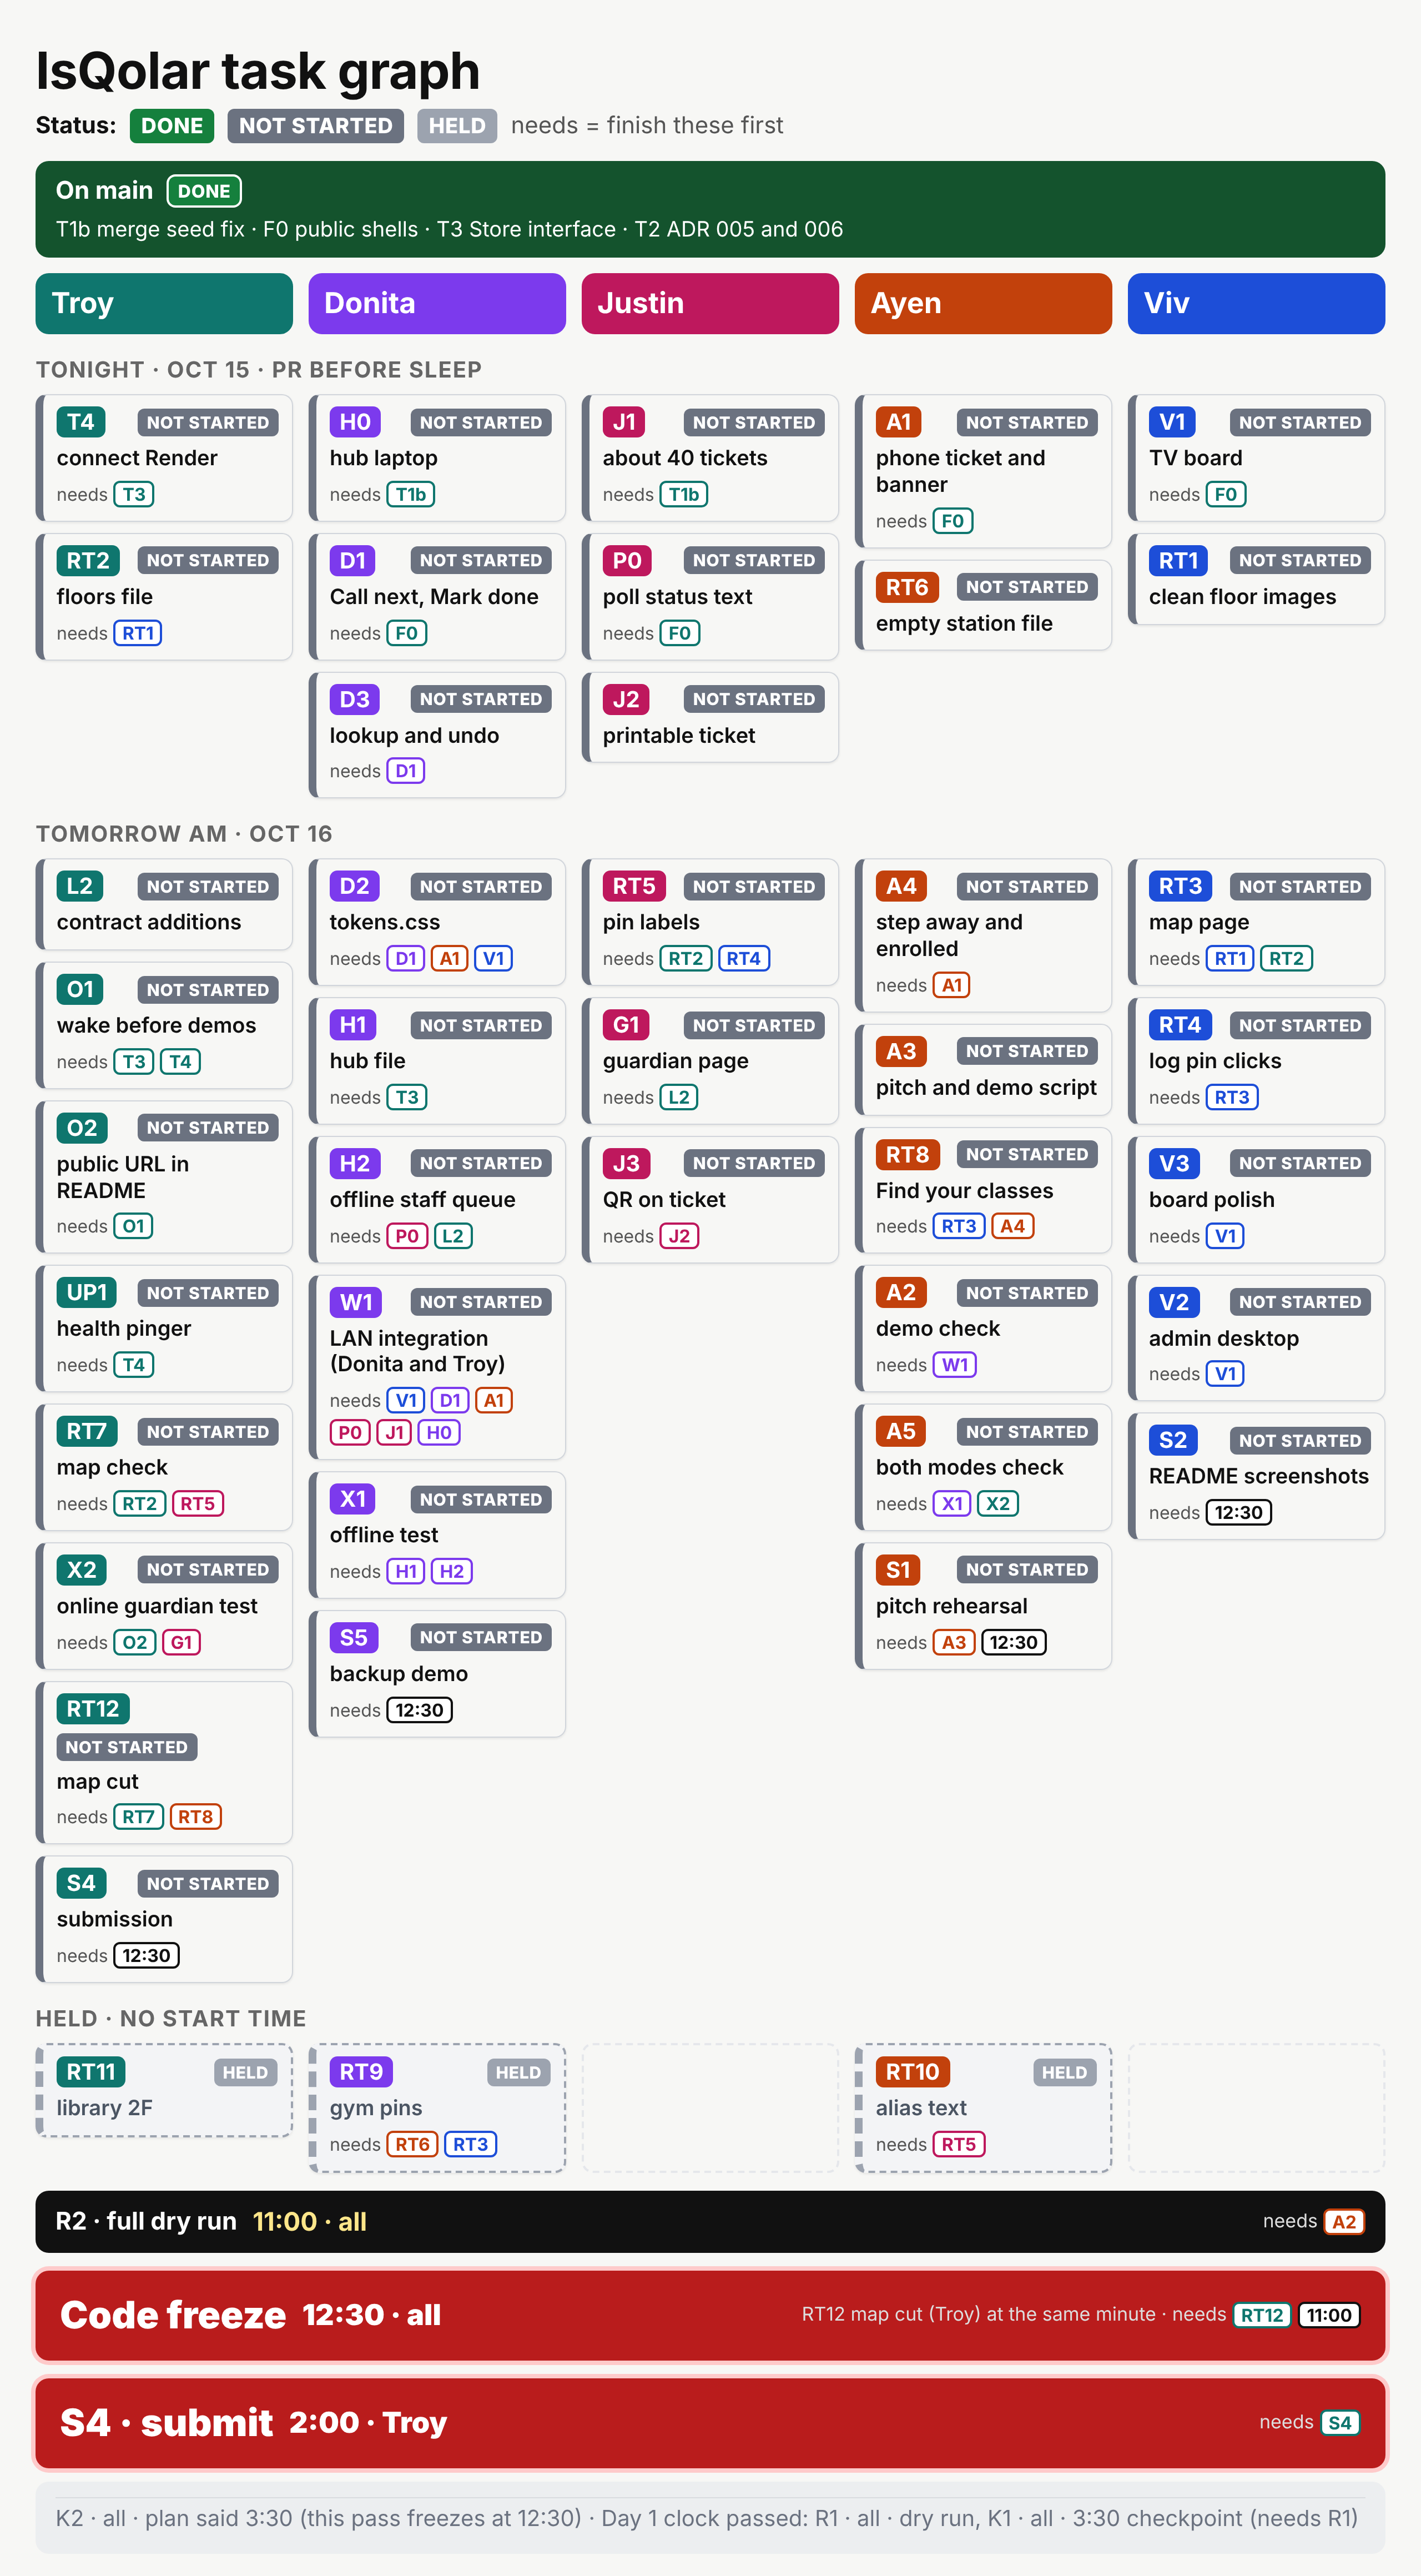 IsQolar task graph
Status: DONE NOT STARTED HELD needs = finish these first
On main DONE
T1b merge seed fix · F0 public shells · T3 Store interface · T2 ADR 005 and 006
Troy
Donita
Justin
Ayen
Viv
TONIGHT · OCT 15 · PR BEFORE SLEEP
T4 NOT STARTED
connect Render
needs T3
RT2 NOT STARTED
floors file
needs RT1
H0 NOT STARTED
hub laptop
needs T1b
D1 NOT STARTED
Call next, Mark done
needs F0
D3 NOT STARTED
lookup and undo
needs D1
J1 NOT STARTED
about 40 tickets
needs T1b
P0 NOT STARTED
poll status text
needs F0
J2 NOT STARTED
printable ticket
A1 NOT STARTED
phone ticket and
banner
needs F0
RT6 NOT STARTED
empty station file
V1 NOT STARTED
TV board
needs F0
RT1 NOT STARTED
clean floor images
TOMORROW AM · OCT 16
L2 NOT STARTED
contract additions
O1 NOT STARTED
wake before demos
needs T3 T4
O2 NOT STARTED
public URL in
README
needs O1
UP1 NOT STARTED
health pinger
needs T4
RT7 NOT STARTED
map check
needs RT2 RT5
X2 NOT STARTED
online guardian test
needs O2 G1
RT12
NOT STARTED
map cut
needs RT7 RT8
S4 NOT STARTED
submission
needs 12:30
D2 NOT STARTED
tokens.css
needs D1 A1 V1
H1 NOT STARTED
hub file
needs T3
H2 NOT STARTED
offline staff queue
needs P0 L2
W1 NOT STARTED
LAN integration
(Donita and Troy)
needs V1 D1 A1
P0 J1 H0
X1 NOT STARTED
offline test
needs H1 H2
S5 NOT STARTED
backup demo
needs 12:30
RT5 NOT STARTED
pin labels
needs RT2 RT4
G1 NOT STARTED
guardian page
needs L2
J3 NOT STARTED
QR on ticket
needs J2
A4 NOT STARTED
step away and
enrolled
needs A1
A3 NOT STARTED
pitch and demo script
RT8 NOT STARTED
Find your classes
needs RT3 A4
A2 NOT STARTED
demo check
needs W1
A5 NOT STARTED
both modes check
needs X1 X2
S1 NOT STARTED
pitch rehearsal
needs A3 12:30
RT3 NOT STARTED
map page
needs RT1 RT2
RT4 NOT STARTED
log pin clicks
needs RT3
V3 NOT STARTED
board polish
needs V1
V2 NOT STARTED
admin desktop
needs V1
S2 NOT STARTED
README screenshots
needs 12:30
HELD · NO START TIME
RT11 HELD
library 2F
RT9 HELD
gym pins
needs RT6 RT3
RT10 HELD
alias text
needs RT5
R2 · full dry run 11:00 · all needs A2
Code freeze 12:30 · all RT12 map cut (Troy) at the same minute · needs RT12 11:00
S4 · submit 2:00 · Troy needs S4
K2 · all · plan said 3:30 (this pass freezes at 12:30) · Day 1 clock passed: R1 · all · dry run, K1 · all · 3:30 checkpoint (needs R1)